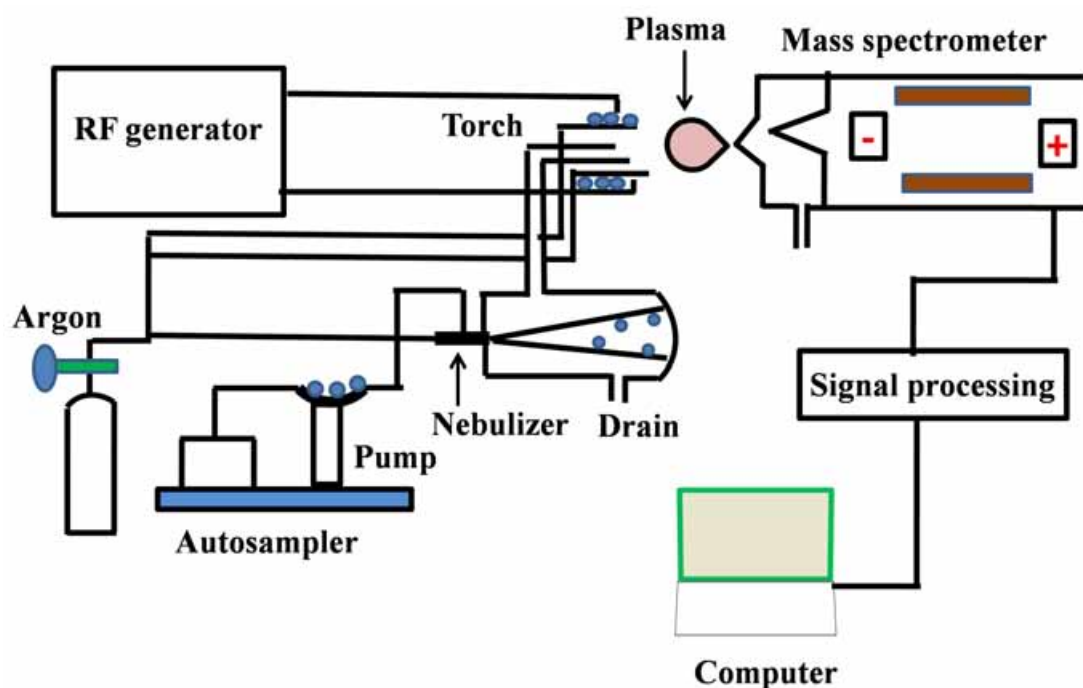 Plasma
Mass spectrometer
RF generator
Torch
-
+
Argon
Signal processing
Nebulizer
Drain
Pump
Autosampler
Computer